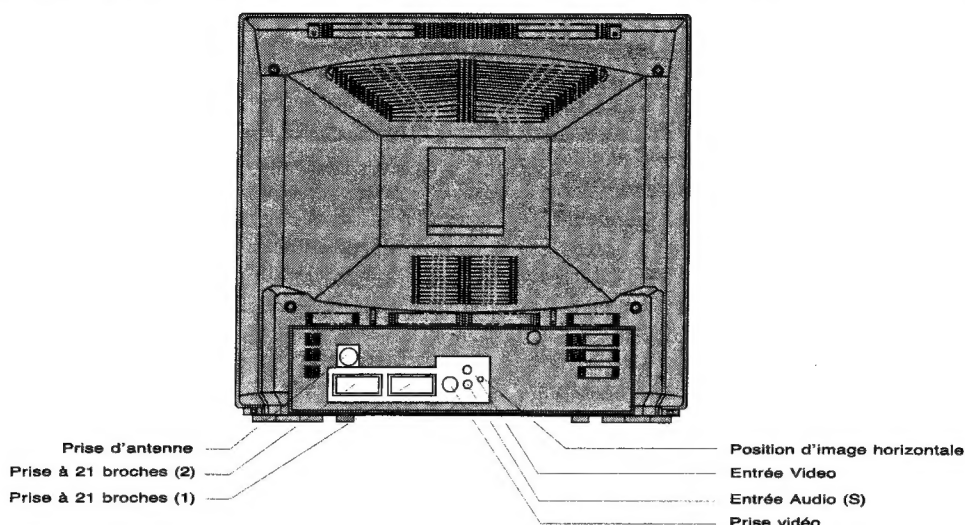 Prise d'antenne
Prise à 21 broches (2)
Prise à 21 broches (1)
Position d'image horizontale
Entrée Video
Entrée Audio (S)
Prise vidéo